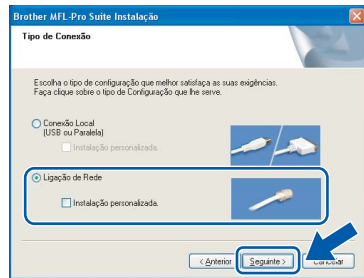 Brother MFL-Pro Suite Instalação
Tipo de Conexão
Escolha o tipo de configuração que melhor satisfaça as suas exigências.
Faça clique sobre o tipo de Configuração que lhe serve.
Conexão Local
(USB ou Paralela)
Instalação personalizada.
Ligação de Rede
Instalação personalizada.
< Anterior
Seguinte >
Cancelar